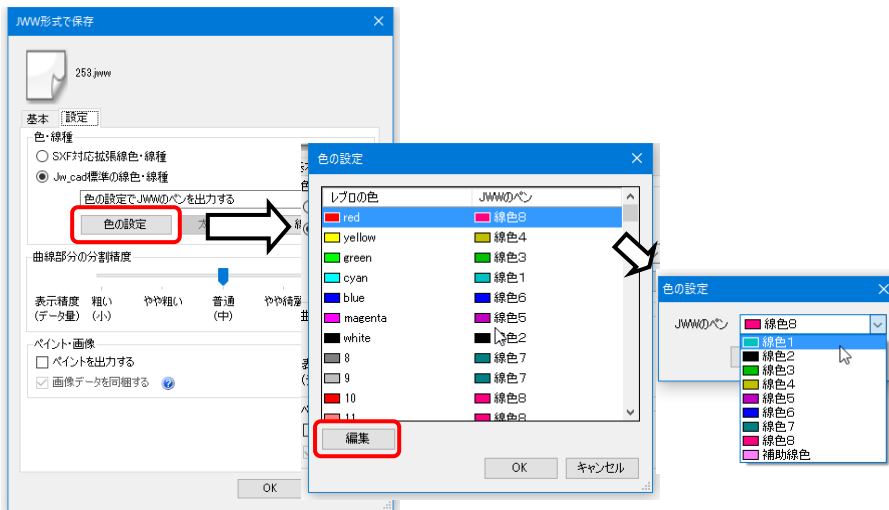 JWW形式で保存
253.jww
基本 設定
色・線種
SXF対応拡張線色・線種
Jw_cad標準の線色・線種
色の設定でJWWのペンを出力する
色の設定
曲線部分の分割精度
表示精度 粗い やや粗い 普通 やや綺麗
(データ量) (小) (中)
ペイント・画像
ペイントを出力する
画像データを同梱する
OK
色の設定
レブロの色 JWWのペン
red 線色8
yellow 線色4
green 線色3
cyan 線色1
blue 線色6
magenta 線色5
white 線色2
8 線色7
9 線色7
10 線色8
11 線色8
編集
OK キャンセル
色の設定
JWWのペン 線色8
線色1
線色2
線色3
線色4
線色5
線色6
線色7
線色8
補助線色